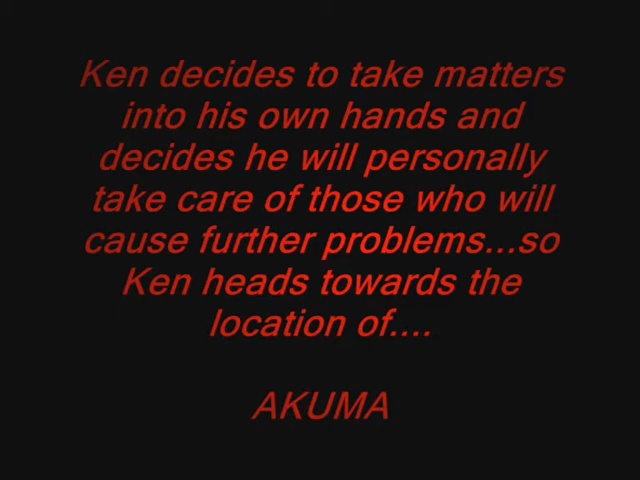 Ken decides to take matters
into his own hands and
decides he will personally
take care of those who will
cause further problems...so
Ken heads towards the
location of....
AKUMA